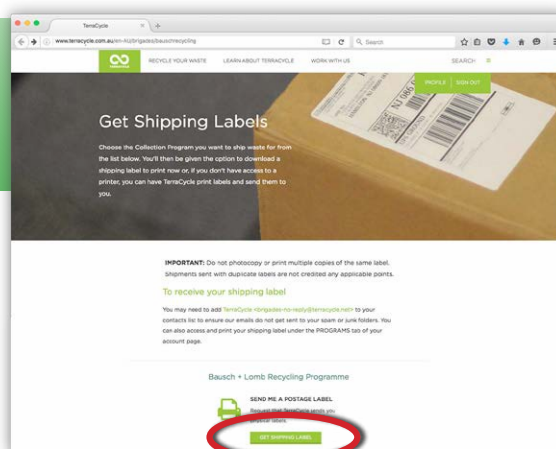 TerraCycle
www.terracycle.com.au/en-NZ/brigades/bauschrecycling
Search
RECYCLE YOUR WASTE LEARN ABOUT TERRACYCLE WORK WITH US SEARCH
PROFILE SIGN OUT
Get Shipping Labels
Choose the Collection Program you want to ship waste for from
the list below. You'll then be given the option to download a
shipping label to print now or, if you don't have access to a
printer, you can have TerraCycle print labels and send them to
you.
IMPORTANT: Do not photocopy or print multiple copies of the same label.
Shipments sent with duplicate labels are not credited any applicable points.
To receive your shipping label
You may need to add TerraCycle <brigades-no-reply@terracycle.net> to your
contacts list to ensure our emails do not get sent to your spam or junk folders. You
can also access and print your shipping label under the PROGRAMS tab of your
account page.
Bausch + Lomb Recycling Programme
SEND ME A POSTAGE LABEL
Request that TerraCycle sends you
physical labels.
GET SHIPPING LABEL